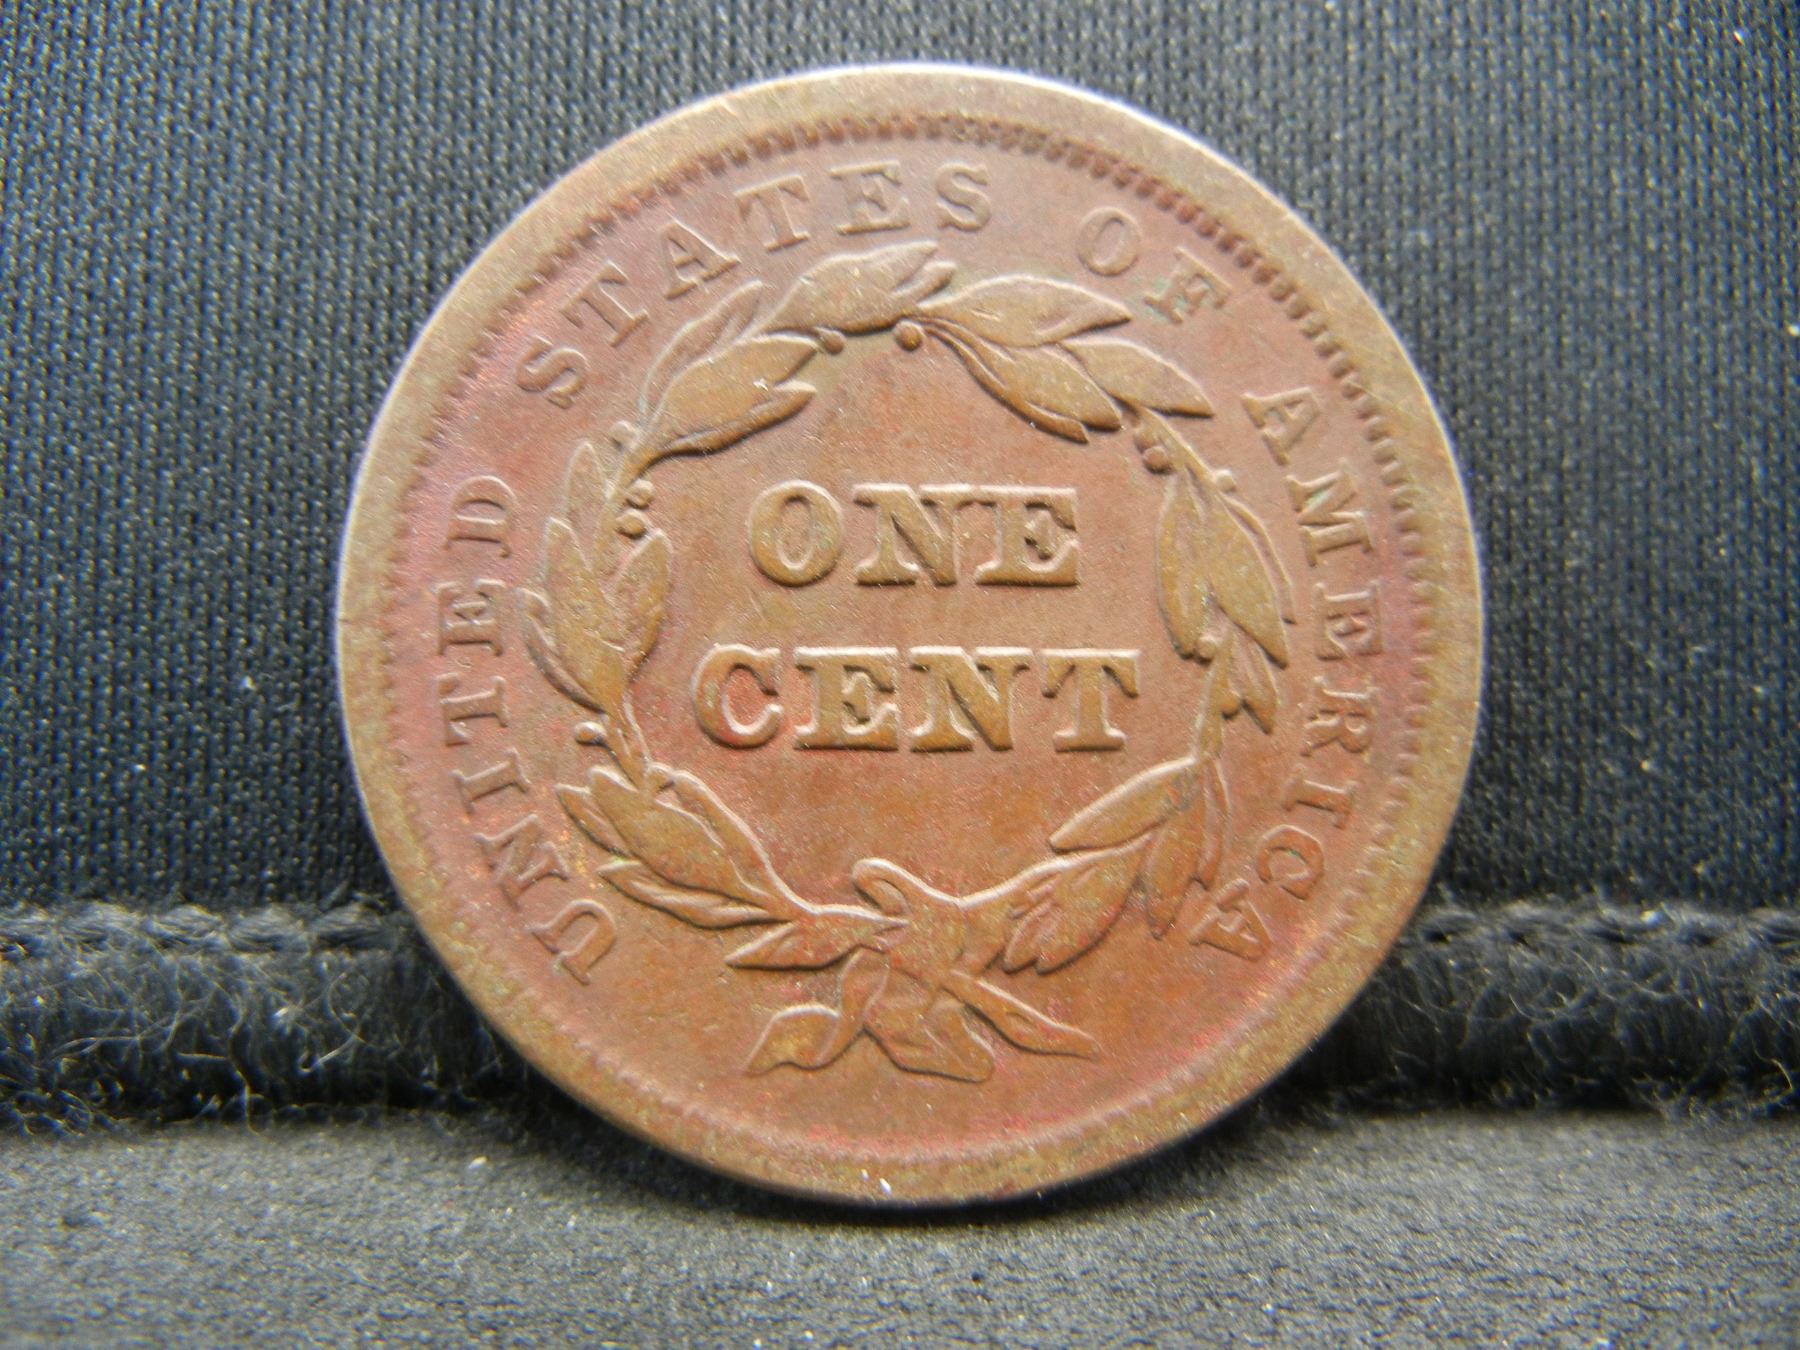 UNITED STATES OF AMERICA
ONE
CENT